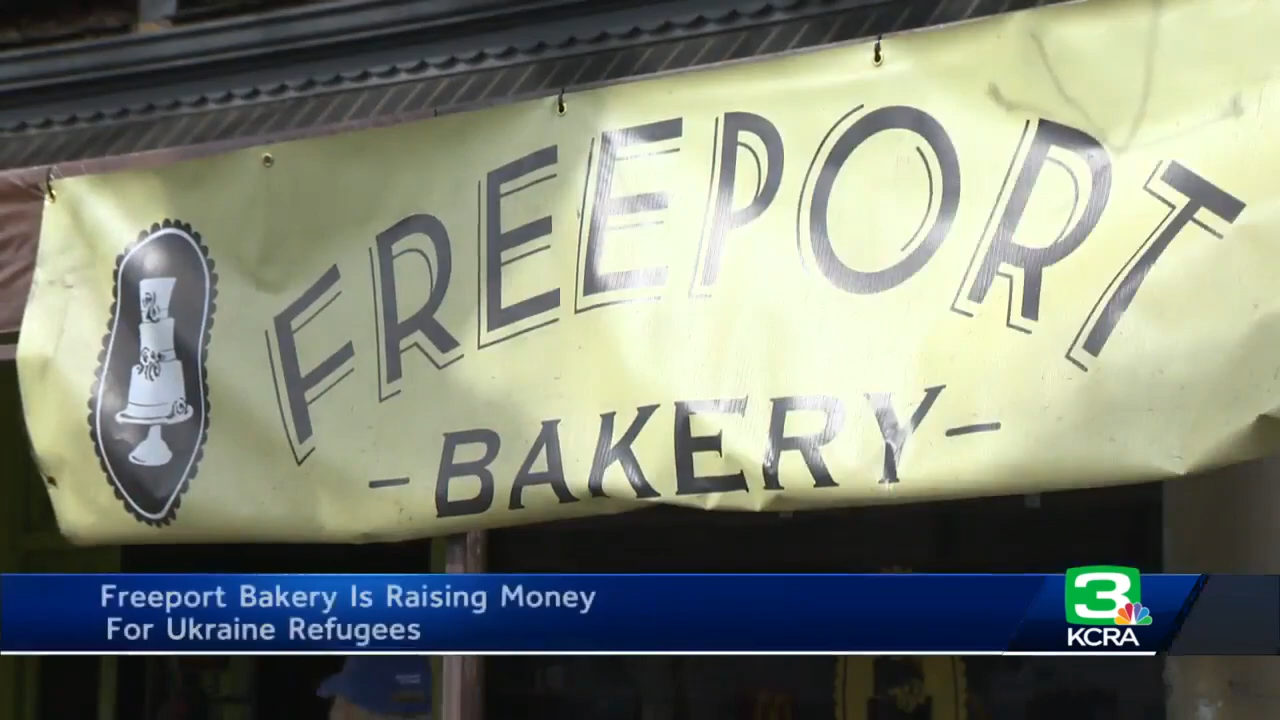 FREEPORT
-BAKERY-
Freeport Bakery Is Raising Money
For Ukraine Refugees
3
KCRA